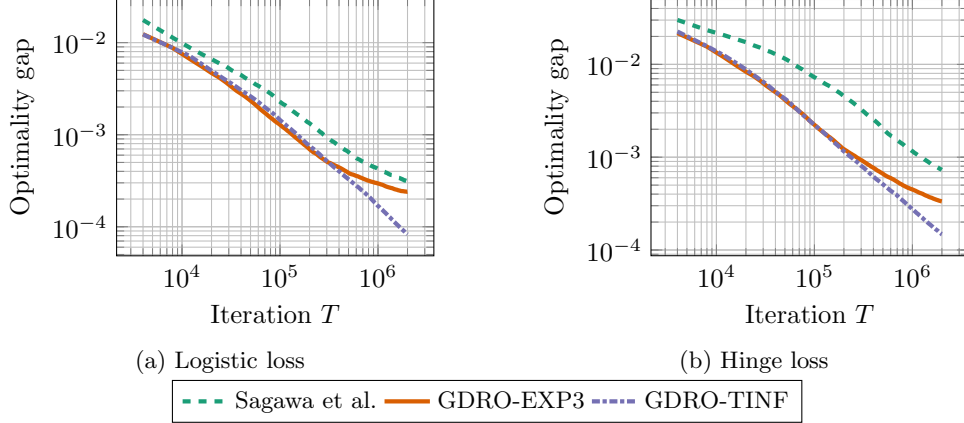 Optimality gap
10^{-2}
10^{-3}
10^{-4}
10^4
10^5
10^6
Iteration T
(a) Logistic loss
Optimality gap
10^{-2}
10^{-3}
10^{-4}
10^4
10^5
10^6
Iteration T
(b) Hinge loss
Sagawa et al. GDRO-EXP3 GDRO-TINF